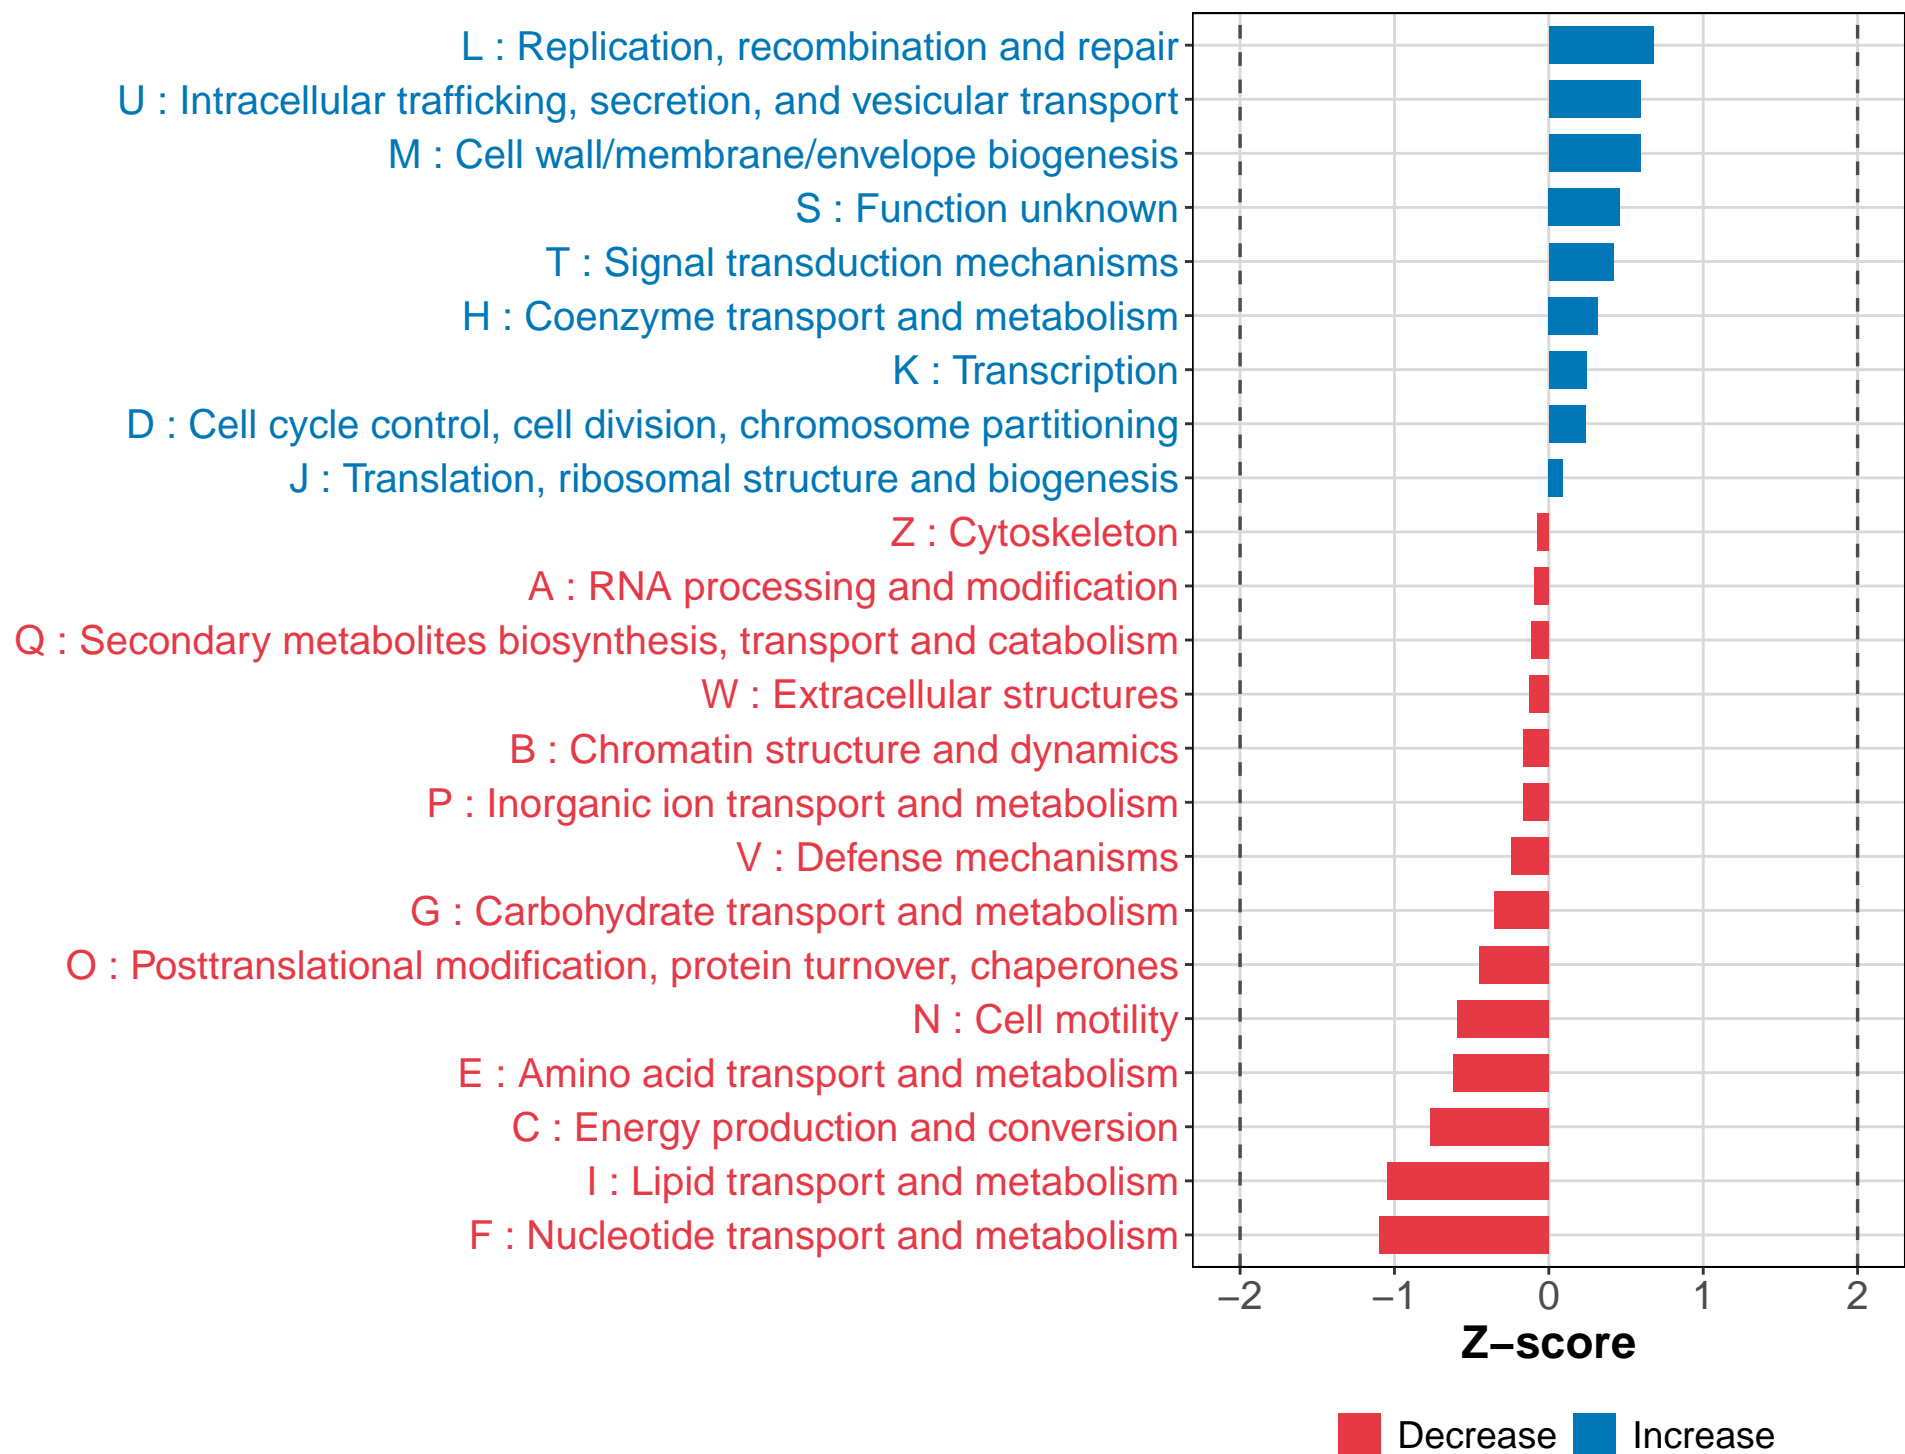 L : Replication, recombination and repair
U : Intracellular trafficking, secretion, and vesicular transport
M : Cell wall/membrane/envelope biogenesis
S : Function unknown
T : Signal transduction mechanisms
H : Coenzyme transport and metabolism
K : Transcription
D : Cell cycle control, cell division, chromosome partitioning
J : Translation, ribosomal structure and biogenesis
Z : Cytoskeleton
A : RNA processing and modification
Q : Secondary metabolites biosynthesis, transport and catabolism
W : Extracellular structures
B : Chromatin structure and dynamics
P : Inorganic ion transport and metabolism
V : Defense mechanisms
G : Carbohydrate transport and metabolism
O : Posttranslational modification, protein turnover, chaperones
N : Cell motility
E : Amino acid transport and metabolism
C : Energy production and conversion
I : Lipid transport and metabolism
F : Nucleotide transport and metabolism
−2 −1 0 1 2
Z−score
Decrease Increase